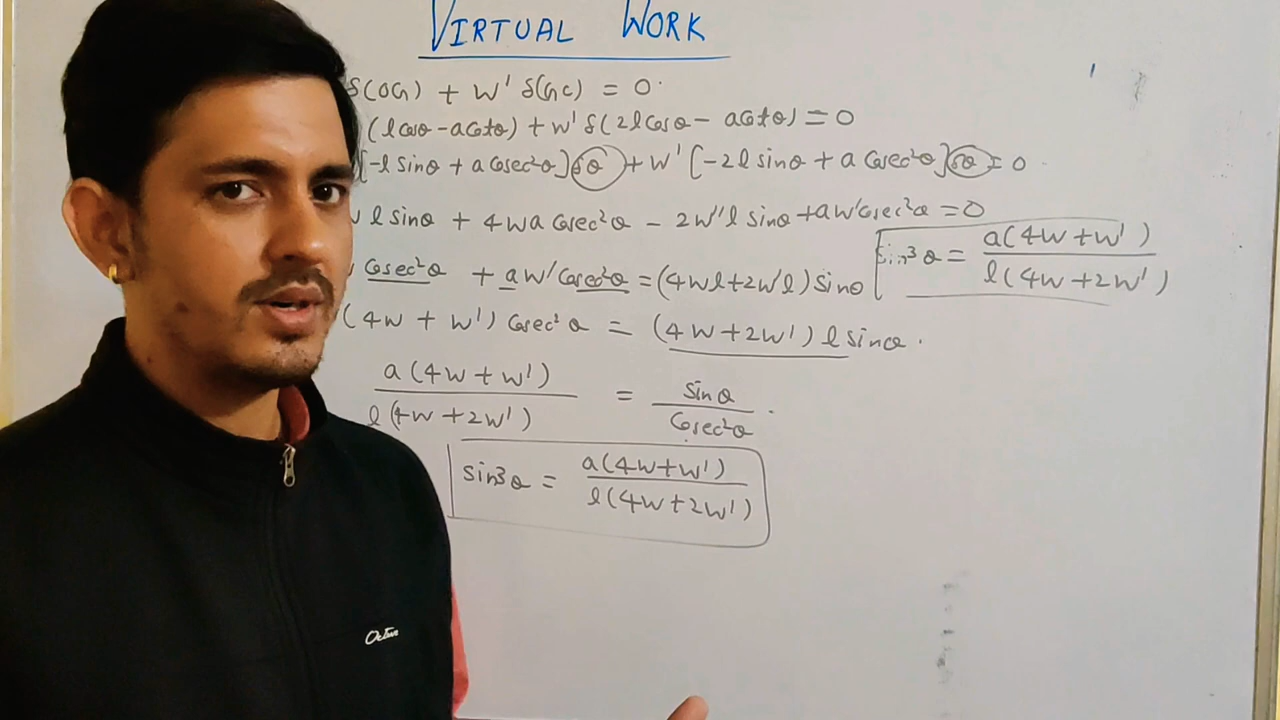 VIRTUAL WORK
δ(OG) + W' δ(GC) = 0.
(l cosθ - a cotθ) + W' δ(2l cosθ - a cotθ) = 0
[-l sinθ + a cosec²θ] δθ + W' [-2l sinθ + a cosec²θ] δθ = 0.
l sinθ + 4wa cosec²θ - 2w'l sinθ + aw' cosec²θ = 0
cosec²θ + a w' cosec²θ = (4wl + 2w'l) sinθ
sin³θ = a(4w + w') / l(4w + 2w')
(4w + w') cosec²θ = (4w + 2w') l sinθ.
a(4w + w') / l(4w + 2w') = sinθ / cosec²θ.
sin³θ = a(4w + w') / l(4w + 2w')
Octave